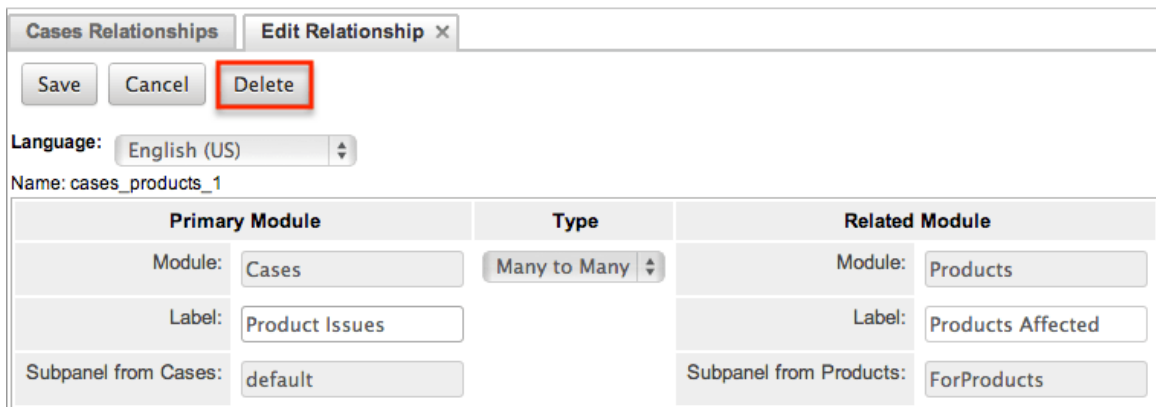 Cases Relationships Edit Relationship ×
Save Cancel Delete
Language: English (US)
Name: cases_products_1
Primary Module Type Related Module
Module: Cases Many to Many Module: Products
Label: Product Issues Label: Products Affected
Subpanel from Cases: default Subpanel from Products: ForProducts